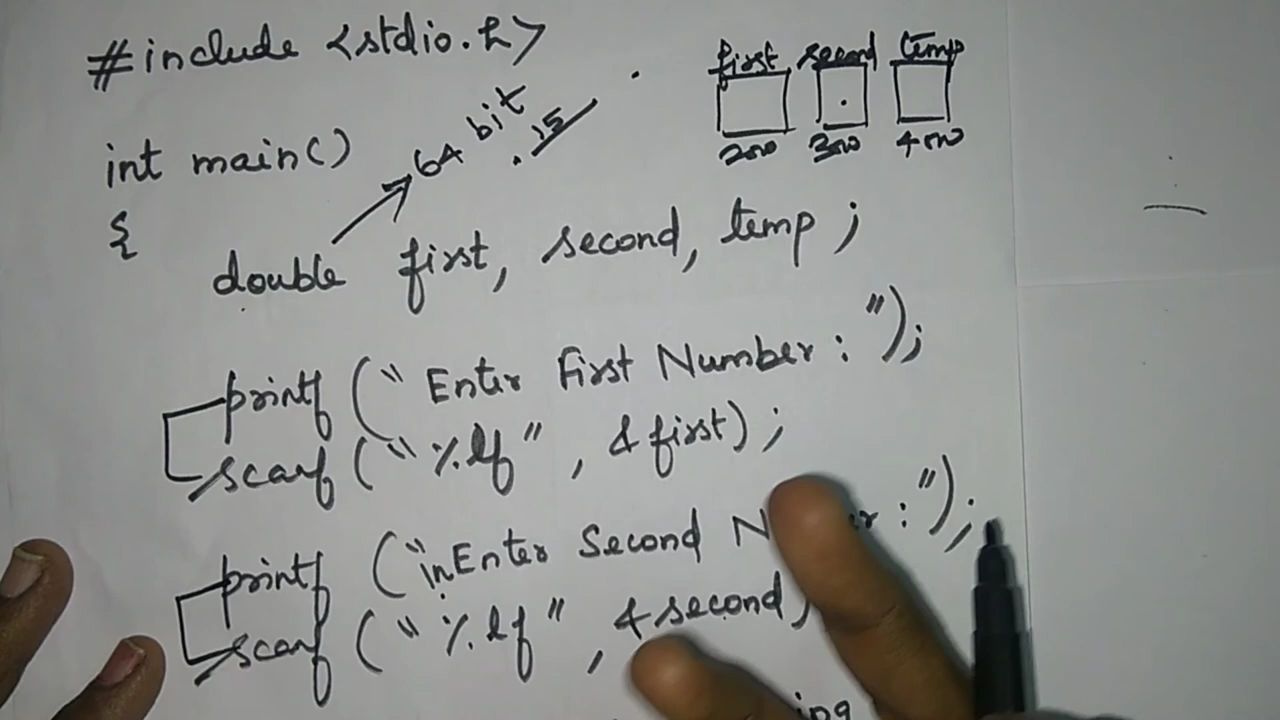 #include <stdio.h>
first second temp
200 300 400
int main()
64 bit
.15
{
double first, second, temp ;
printf (" Enter First Number : ");
scanf ( " %lf " , &first) ;
printf ("\nEnter Second :");
scanf ( " %lf " , &second)